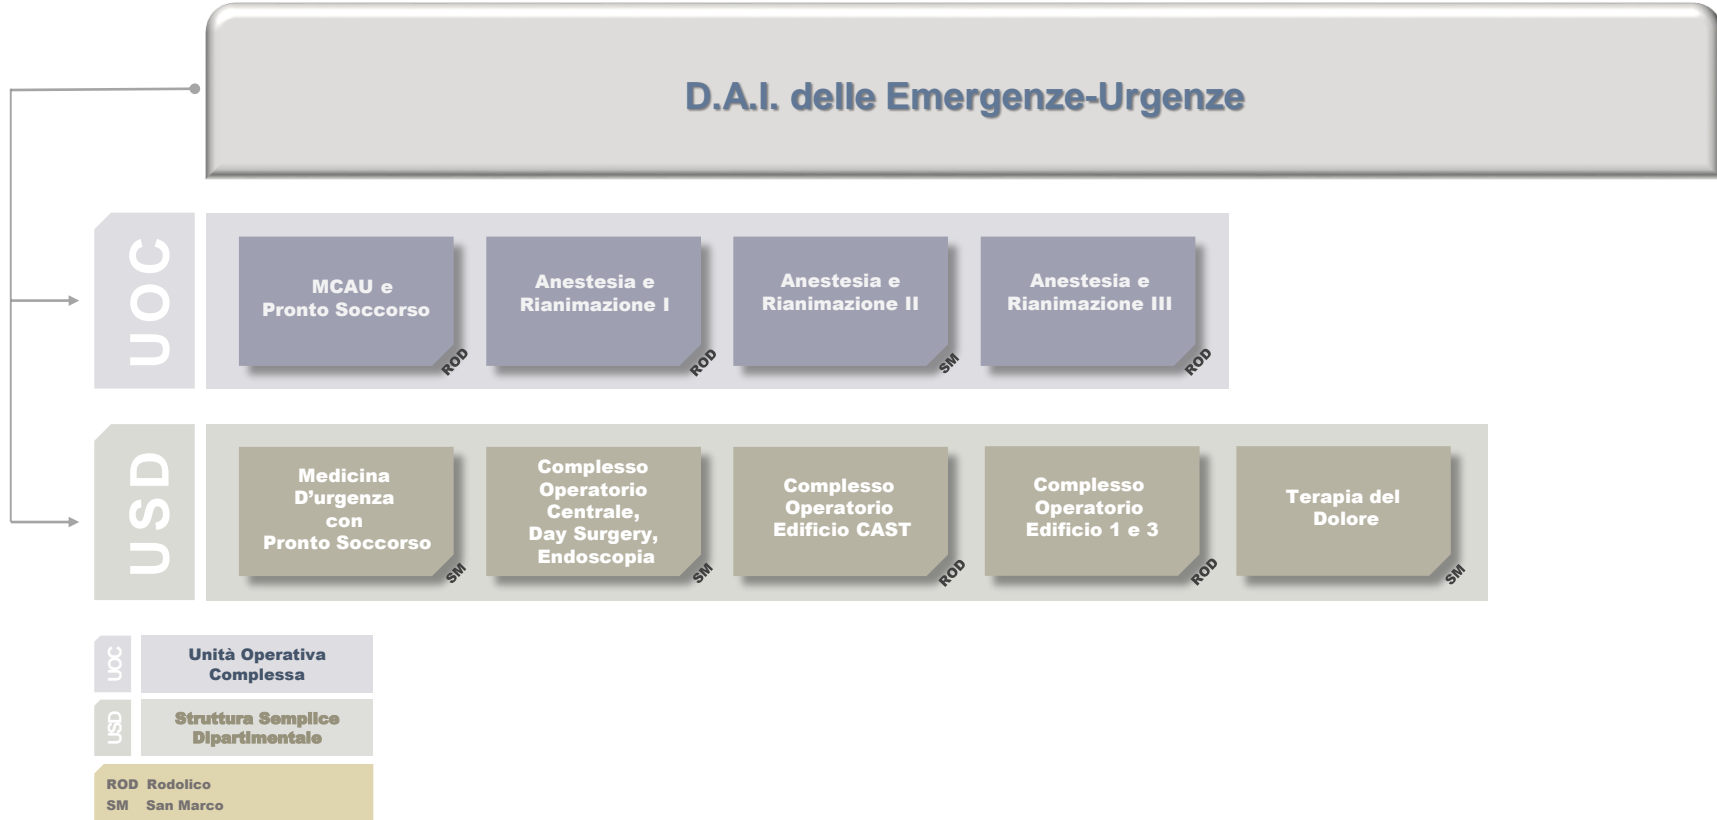 D.A.I. delle Emergenze-Urgenze
UOC
MCAU e
Pronto Soccorso
ROD
Anestesia e
Rianimazione I
ROD
Anestesia e
Rianimazione II
SM
Anestesia e
Rianimazione III
ROD
USD
Medicina
D’urgenza
con
Pronto Soccorso
SM
Complesso
Operatorio
Centrale,
Day Surgery,
Endoscopia
SM
Complesso
Operatorio
Edificio CAST
ROD
Complesso
Operatorio
Edificio 1 e 3
ROD
Terapia del
Dolore
SM
UOC
Unità Operativa
Complessa
USD
Struttura Semplice
Dipartimentale
ROD Rodolico
SM San Marco